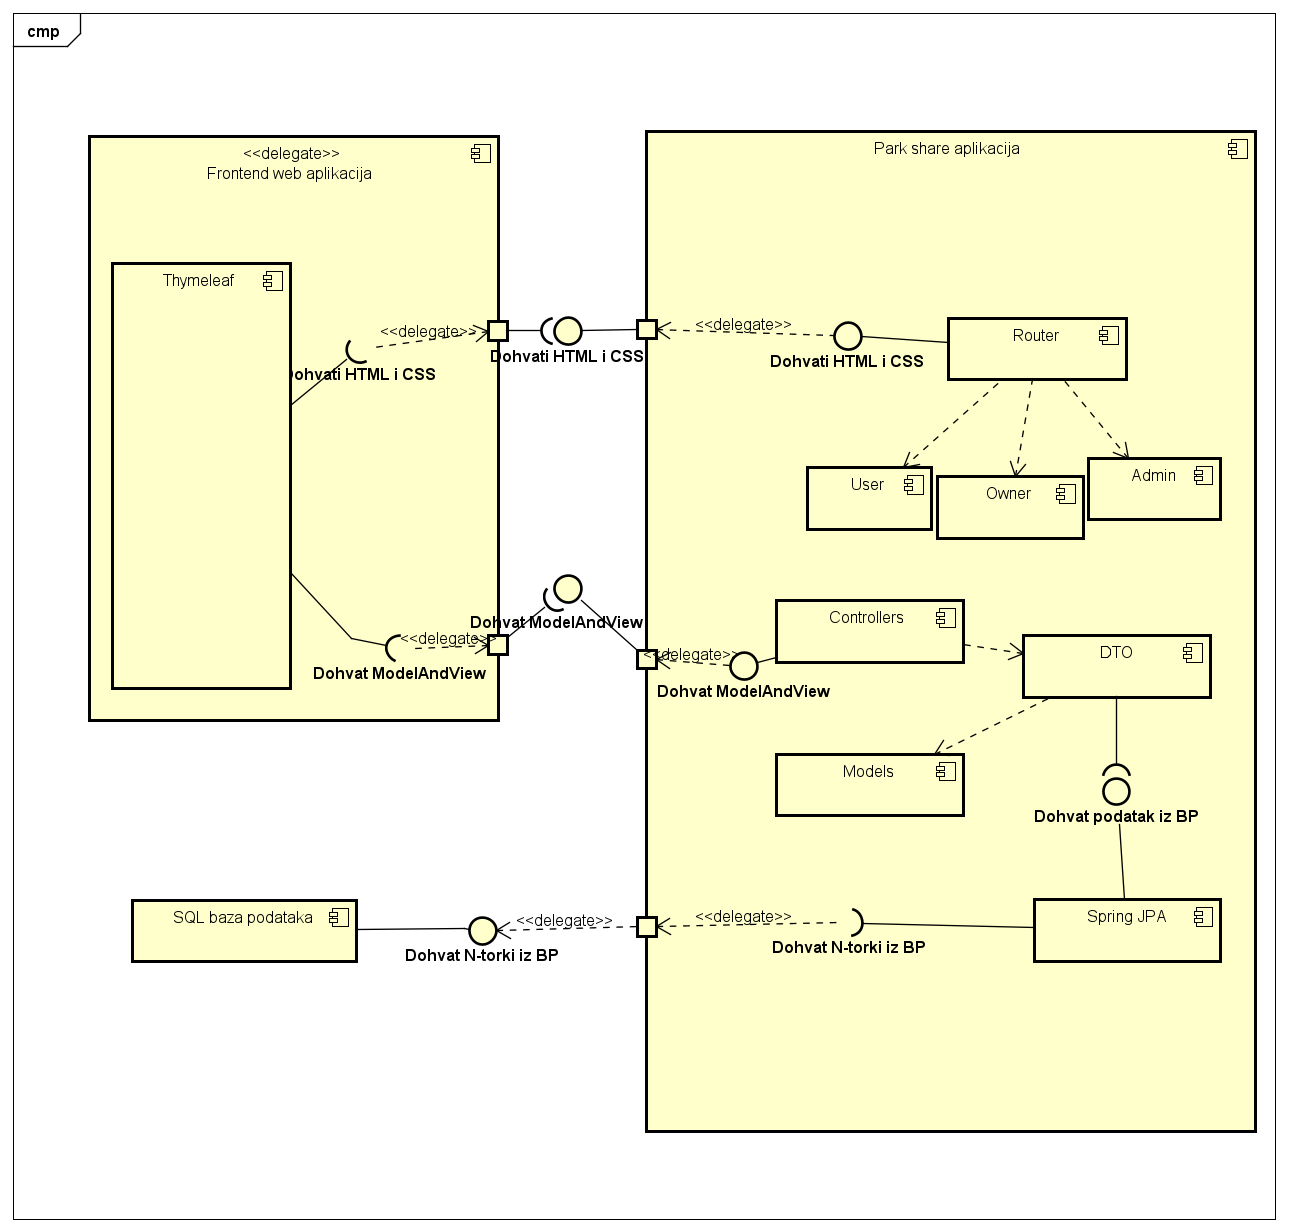 cmp
<<delegate>>
Frontend web aplikacija
Park share aplikacija
Thymeleaf
<<delegate>>
Dohvati HTML i CSS
Dohvati HTML i CSS
<<delegate>>
Dohvati HTML i CSS
Router
User
Owner
Admin
<<delegate>>
Dohvat ModelAndView
Dohvat ModelAndView
<<delegate>>
Dohvat ModelAndView
Controllers
DTO
Models
Dohvat podatak iz BP
SQL baza podataka
<<delegate>>
Dohvat N-torki iz BP
<<delegate>>
Dohvat N-torki iz BP
Spring JPA